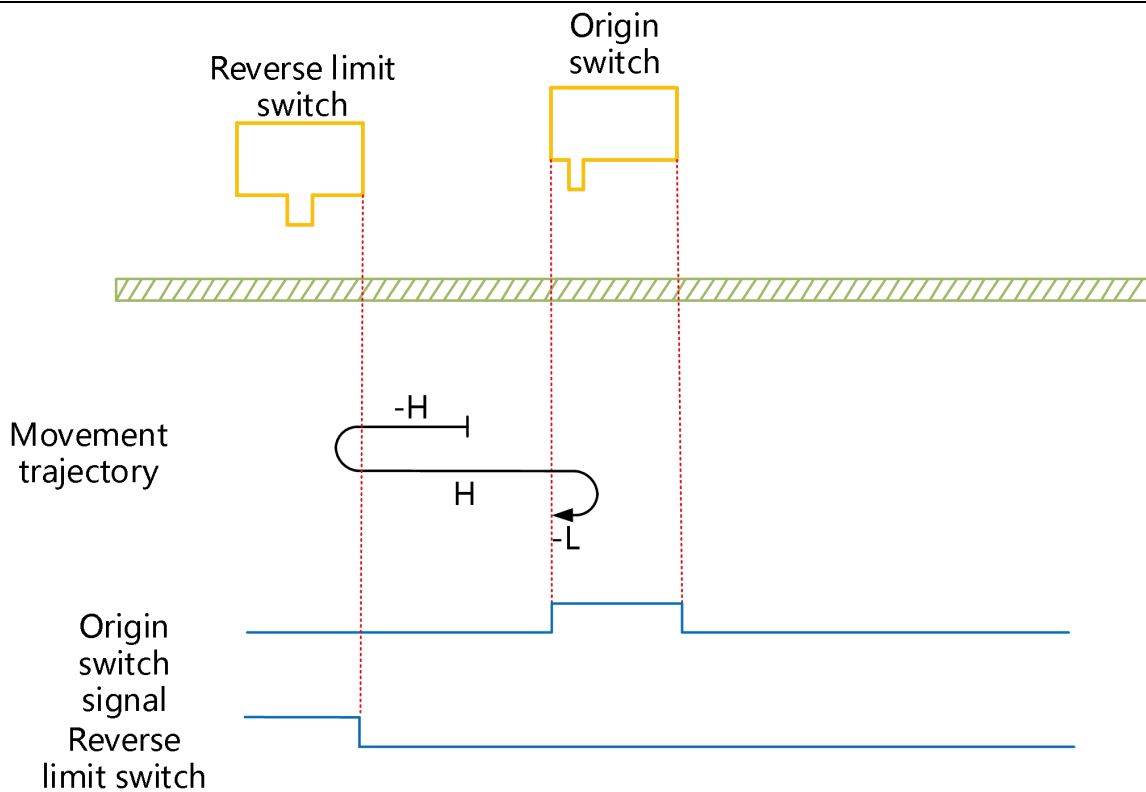 Origin
switch
Reverse limit
switch
-H
Movement
trajectory
H
-L
Origin
switch
signal
Reverse
limit switch